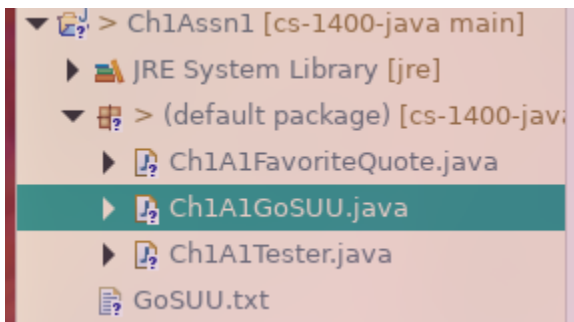 > Ch1Assn1 [cs-1400-java main]
JRE System Library [jre]
> (default package) [cs-1400-java
Ch1A1FavoriteQuote.java
Ch1A1GoSUU.java
Ch1A1Tester.java
GoSUU.txt